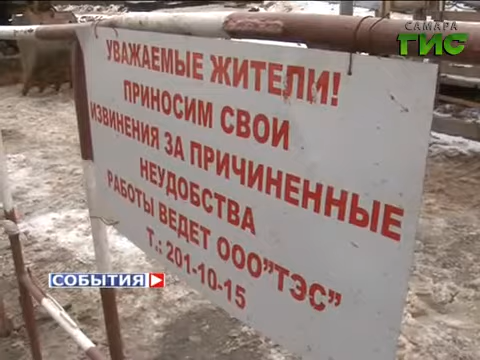 САМАРА
ГИС
УВАЖАЕМЫЕ ЖИТЕЛИ!
ПРИНОСИМ СВОИ
ИЗВИНЕНИЯ ЗА ПРИЧИНЕННЫЕ
НЕУДОБСТВА
РАБОТЫ ВЕДЕТ ООО"ТЭС"
Т.: 201-10-15
СОБЫТИЯ